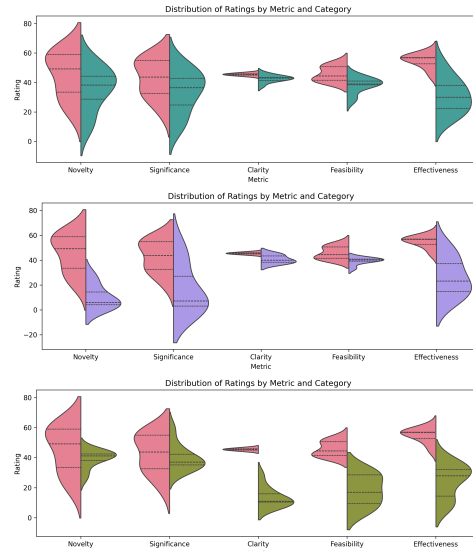 Distribution of Ratings by Metric and Category
80
60
40
20
0
Rating
Novelty
Significance
Clarity
Feasibility
Effectiveness
Metric
Distribution of Ratings by Metric and Category
80
60
40
20
0
−20
Rating
Novelty
Significance
Clarity
Feasibility
Effectiveness
Metric
Distribution of Ratings by Metric and Category
80
60
40
20
0
Rating
Novelty
Significance
Clarity
Feasibility
Effectiveness
Metric